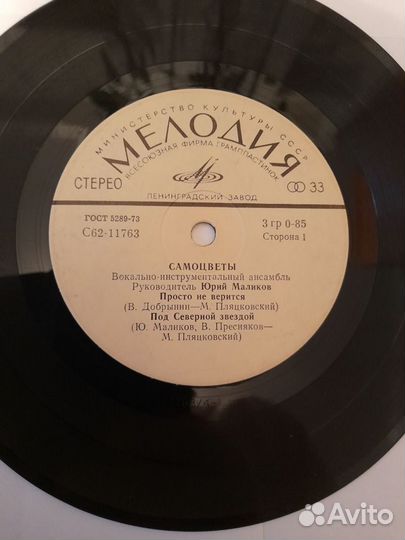 МИНИСТЕРСТВО КУЛЬТУРЫ СССР
МЕЛОДИЯ
ВСЕСОЮЗНАЯ ФИРМА ГРАМПЛАСТИНОК
СТЕРЕО
33
ЛЕНИНГРАДСКИЙ ЗАВОД
ГОСТ 5289-73
3 гр 0-85
С62-11763
Сторона 1
САМОЦВЕТЫ
Вокально-инструментальный ансамбль
Руководитель Юрий Маликов
Просто не верится
(В. Добрынин—М. Пляцковский)
Под Северной звездой
(Ю. Маликов, В. Пресняков—
М. Пляцковский)
Avito